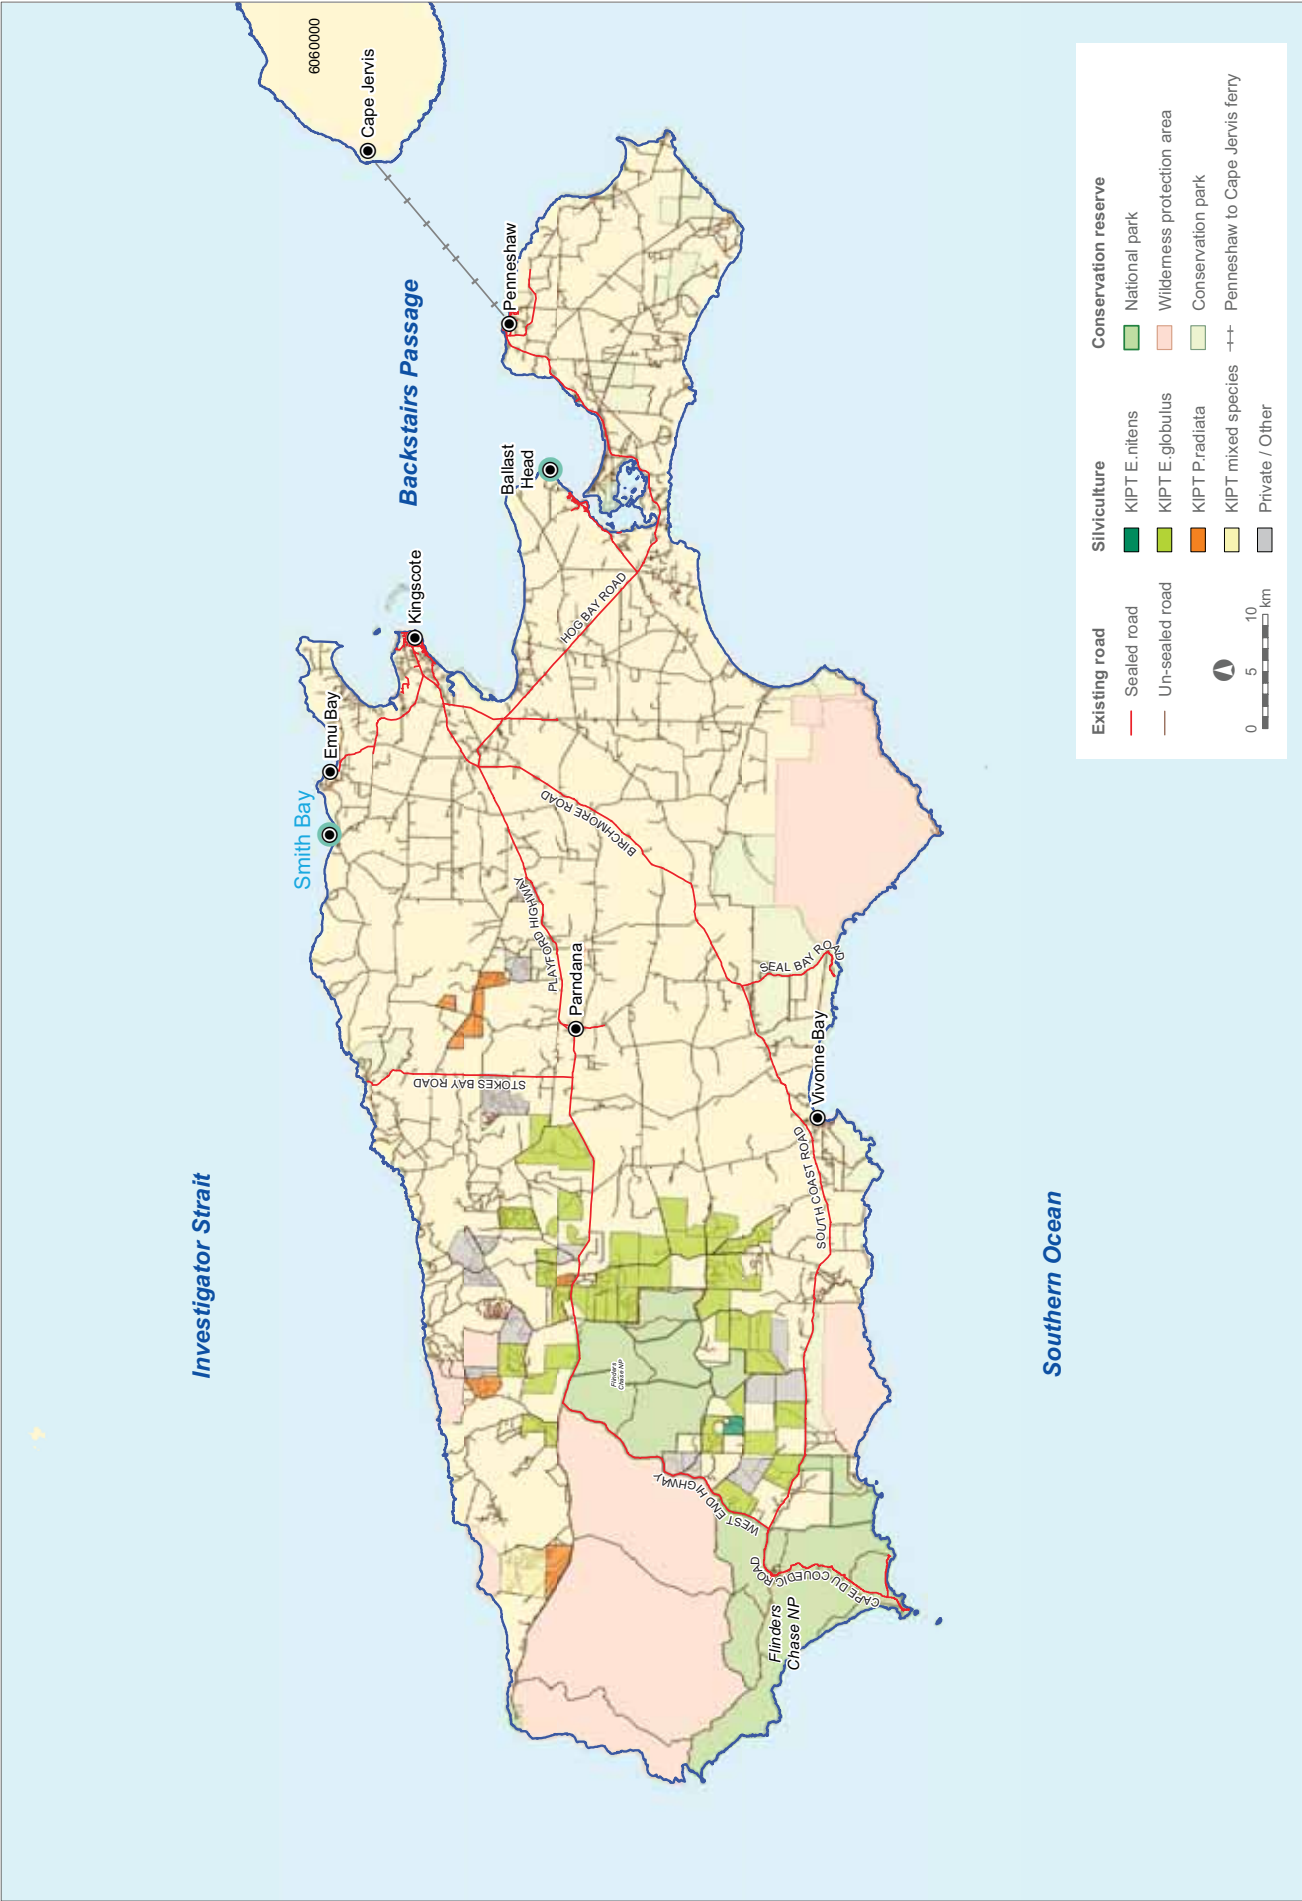 Investigator Strait
Backstairs Passage
Southern Ocean
6060000
Cape Jervis
Penneshaw
Ballast
Head
Kingscote
Emu Bay
Smith Bay
Parndana
Vivonne Bay
Flinders
Chase NP
Flinders
Chase NP
HOG BAY ROAD
BIRCHMORE ROAD
PLAYFORD HIGHWAY
STOKES BAY ROAD
SEAL BAY ROAD
SOUTH COAST ROAD
WEST END HIGHWAY
CAPE DU COUEDIC ROAD
Existing road
Sealed road
Un-sealed road
0 5 10
km
Silviculture
KIPT E.nitens
KIPT E.globulus
KIPT P.radiata
KIPT mixed species
Private / Other
Conservation reserve
National park
Wilderness protection area
Conservation park
Penneshaw to Cape Jervis ferry